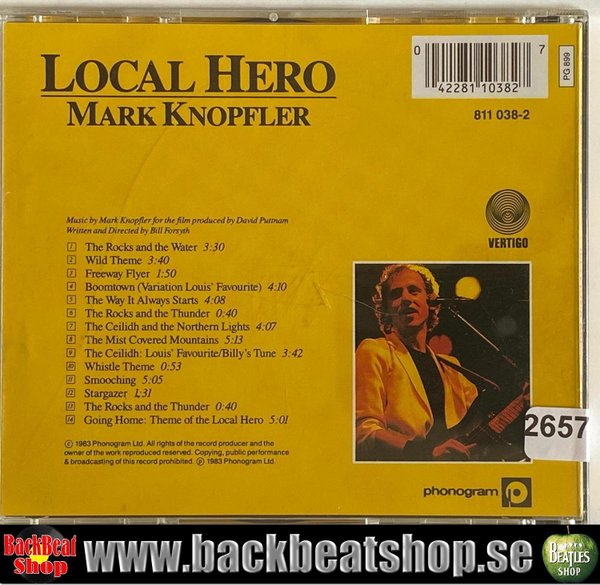 LOCAL HERO
MARK KNOPFLER
0
7
42281 10382
PG 899
811 038-2
VERTIGO
Music by Mark Knopfler for the film produced by David Puttnam
Written and Directed by Bill Forsyth
1 The Rocks and the Water 3:30
2 Wild Theme 3:40
3 Freeway Flyer 1:50
4 Boomtown (Variation Louis' Favourite) 4:10
5 The Way It Always Starts 4:08
6 The Rocks and the Thunder 0:40
7 The Ceilidh and the Northern Lights 4:07
8 The Mist Covered Mountains 5:13
9 The Ceilidh: Louis' Favourite/Billy's Tune 3:42
10 Whistle Theme 0:53
11 Smooching 5:05
12 Stargazer 1:31
13 The Rocks and the Thunder 0:40
14 Going Home: Theme of the Local Hero 5:01
© 1983 Phonogram Ltd. All rights of the record producer and the
owner of the work reproduced reserved. Copying, public performance
& broadcasting of this record prohibited. ℗ 1983 Phonogram Ltd.
2657
phonogram p
BackBeat
Shop
www.backbeatshop.se
BEATLES
SHOP